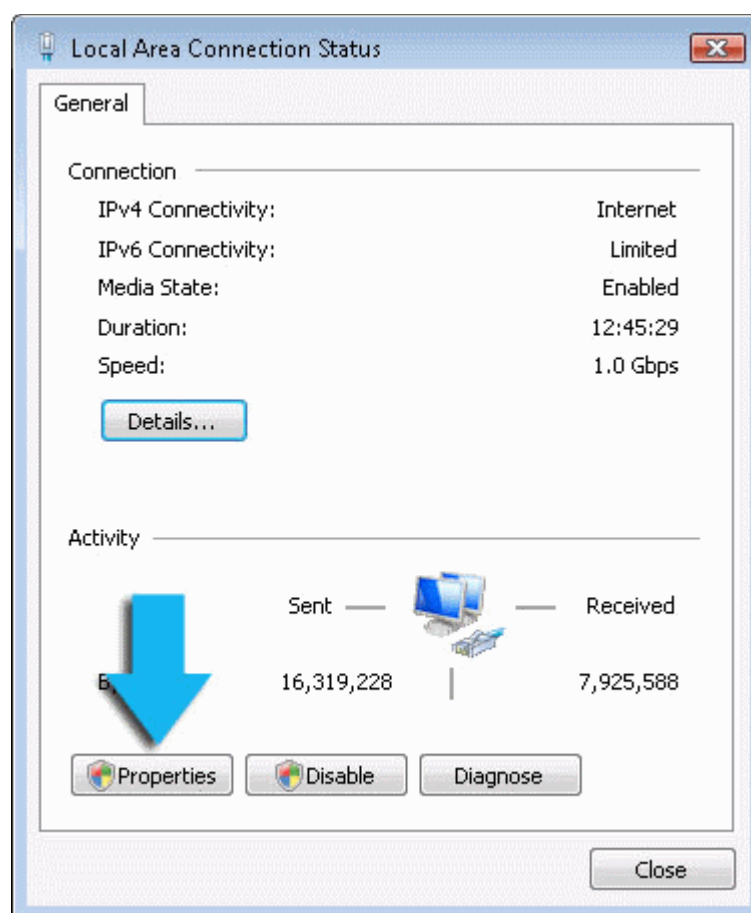 Local Area Connection Status
General
Connection
IPv4 Connectivity: Internet
IPv6 Connectivity: Limited
Media State: Enabled
Duration: 12:45:29
Speed: 1.0 Gbps
Details...
Activity
Sent Received
16,319,228 7,925,588
Properties Disable Diagnose
Close